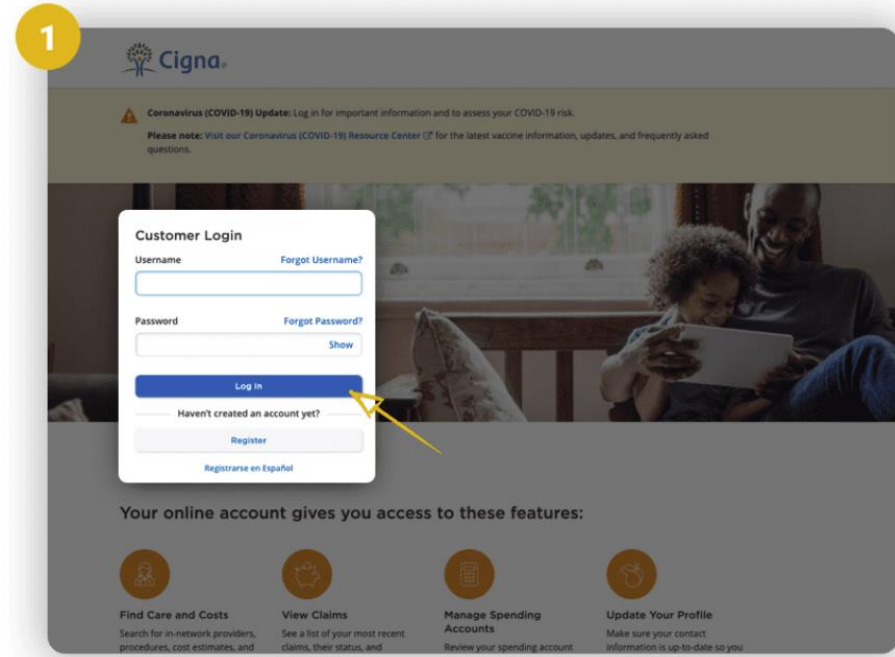 1
Cigna®
Coronavirus (COVID-19) Update: Log in for important information and to assess your COVID-19 risk.
Please note: Visit our Coronavirus (COVID-19) Resource Center for the latest vaccine information, updates, and frequently asked
questions.
Customer Login
Username Forgot Username?
Password Forgot Password?
Show
Log In
Haven't created an account yet?
Register
Registrarse en Español
Your online account gives you access to these features:
Find Care and Costs
Search for in-network providers,
procedures, cost estimates, and
View Claims
See a list of your most recent
claims, their status, and
Manage Spending
Accounts
Review your spending account
Update Your Profile
Make sure your contact
information is up-to-date so you